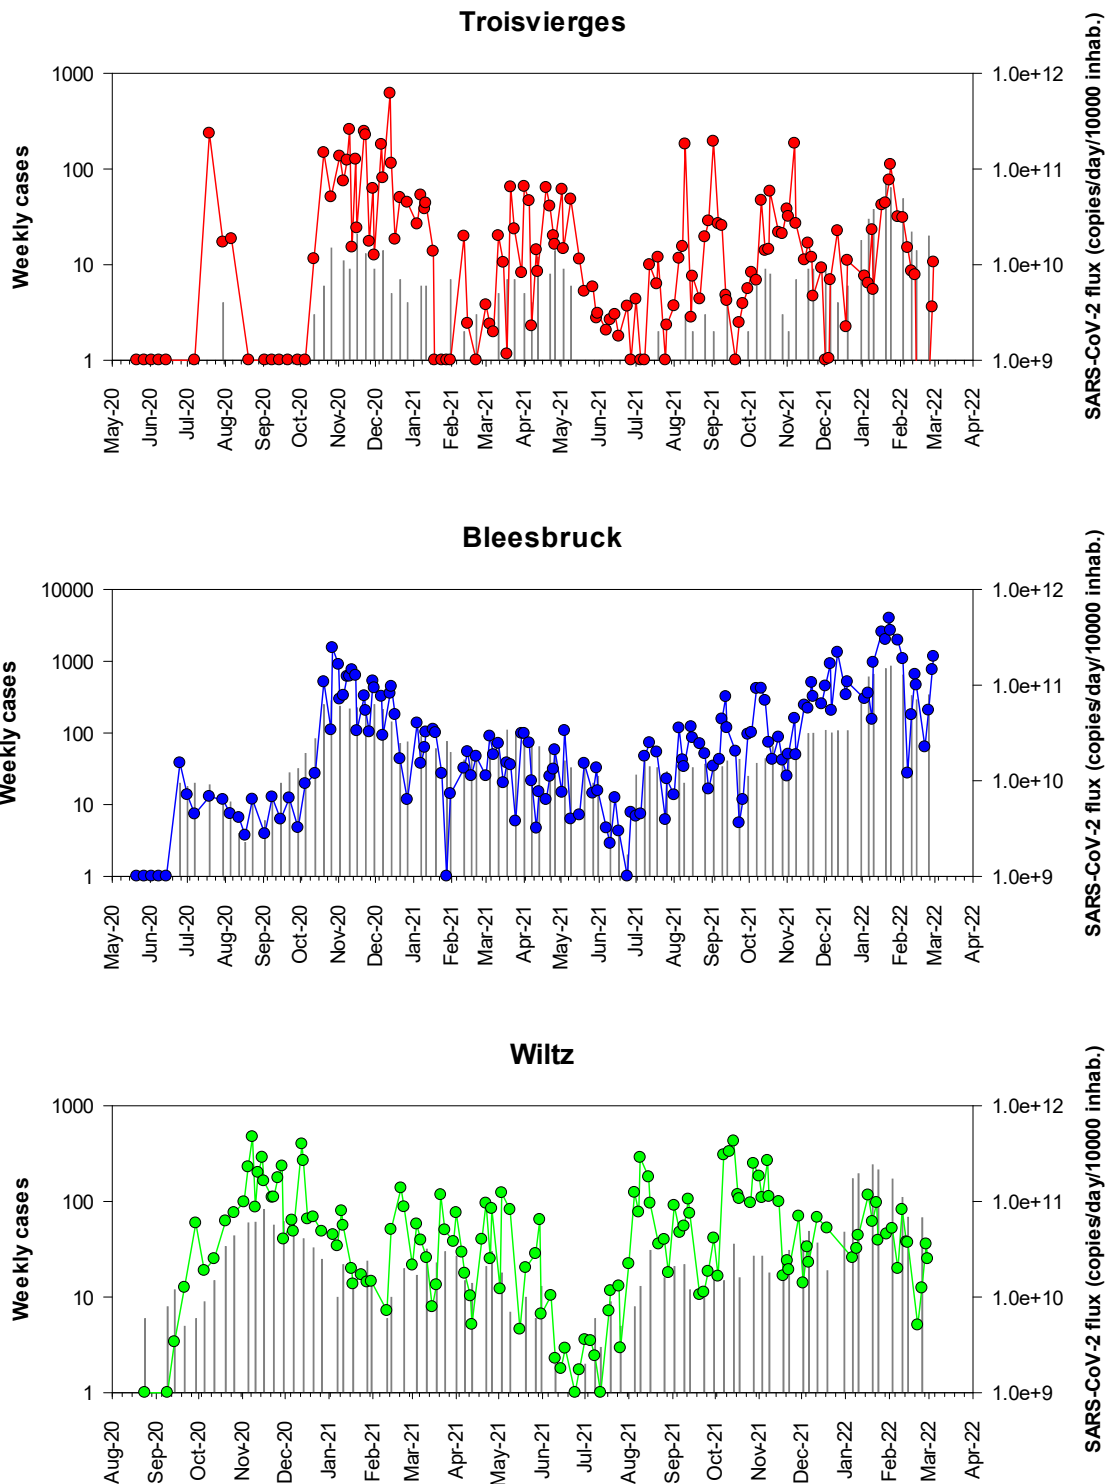 Troisvierges
Weekly cases
1000
100
10
1
1.0e+12
1.0e+11
1.0e+10
1.0e+9
SARS-CoV-2 flux (copies/day/10000 inhab.)
May-20 Jun-20 Jul-20 Aug-20 Sep-20 Oct-20 Nov-20 Dec-20 Jan-21 Feb-21 Mar-21 Apr-21 May-21 Jun-21 Jul-21 Aug-21 Sep-21 Oct-21 Nov-21 Dec-21 Jan-22 Feb-22 Mar-22 Apr-22
Bleesbruck
Weekly cases
10000
1000
100
10
1
1.0e+12
1.0e+11
1.0e+10
1.0e+9
SARS-CoV-2 flux (copies/day/10000 inhab.)
May-20 Jun-20 Jul-20 Aug-20 Sep-20 Oct-20 Nov-20 Dec-20 Jan-21 Feb-21 Mar-21 Apr-21 May-21 Jun-21 Jul-21 Aug-21 Sep-21 Oct-21 Nov-21 Dec-21 Jan-22 Feb-22 Mar-22 Apr-22
Wiltz
Weekly cases
1000
100
10
1
1.0e+12
1.0e+11
1.0e+10
1.0e+9
SARS-CoV-2 flux (copies/day/10000 inhab.)
Aug-20 Sep-20 Oct-20 Nov-20 Dec-20 Jan-21 Feb-21 Mar-21 Apr-21 May-21 Jun-21 Jul-21 Aug-21 Sep-21 Oct-21 Nov-21 Dec-21 Jan-22 Feb-22 Mar-22 Apr-22